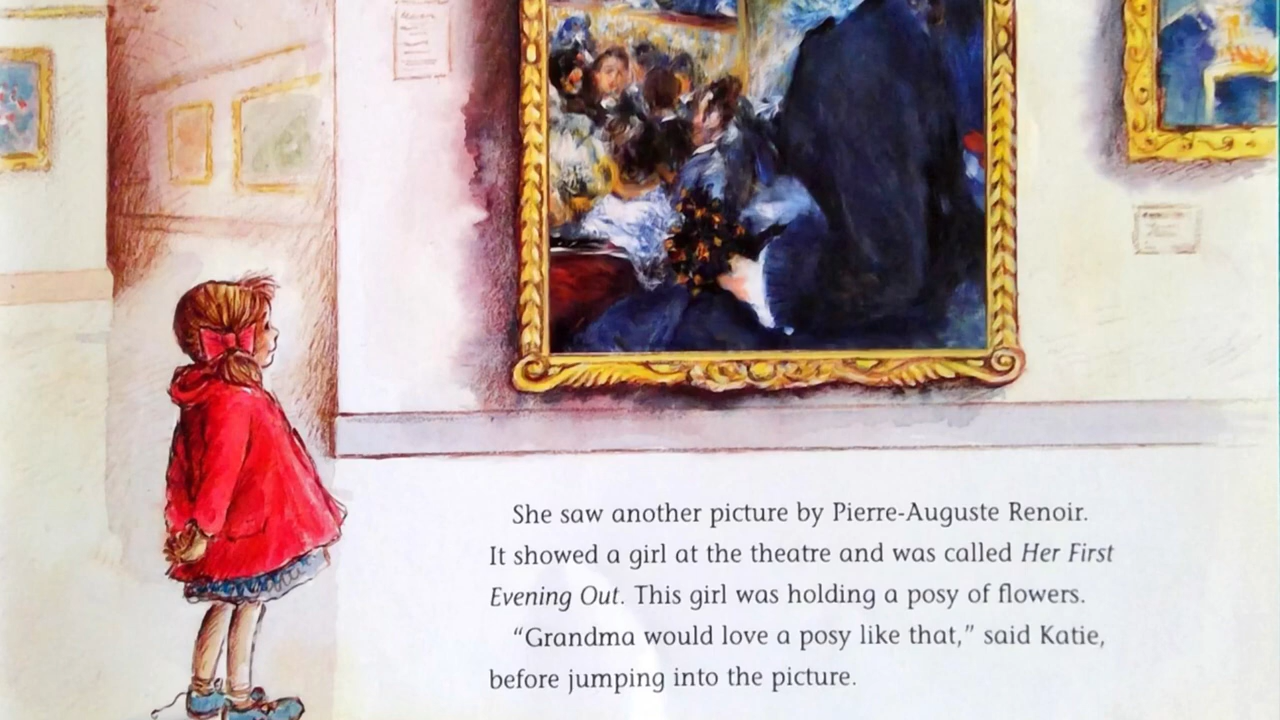 She saw another picture by Pierre-Auguste Renoir.
It showed a girl at the theatre and was called Her First
Evening Out. This girl was holding a posy of flowers.
“Grandma would love a posy like that,” said Katie,
before jumping into the picture.